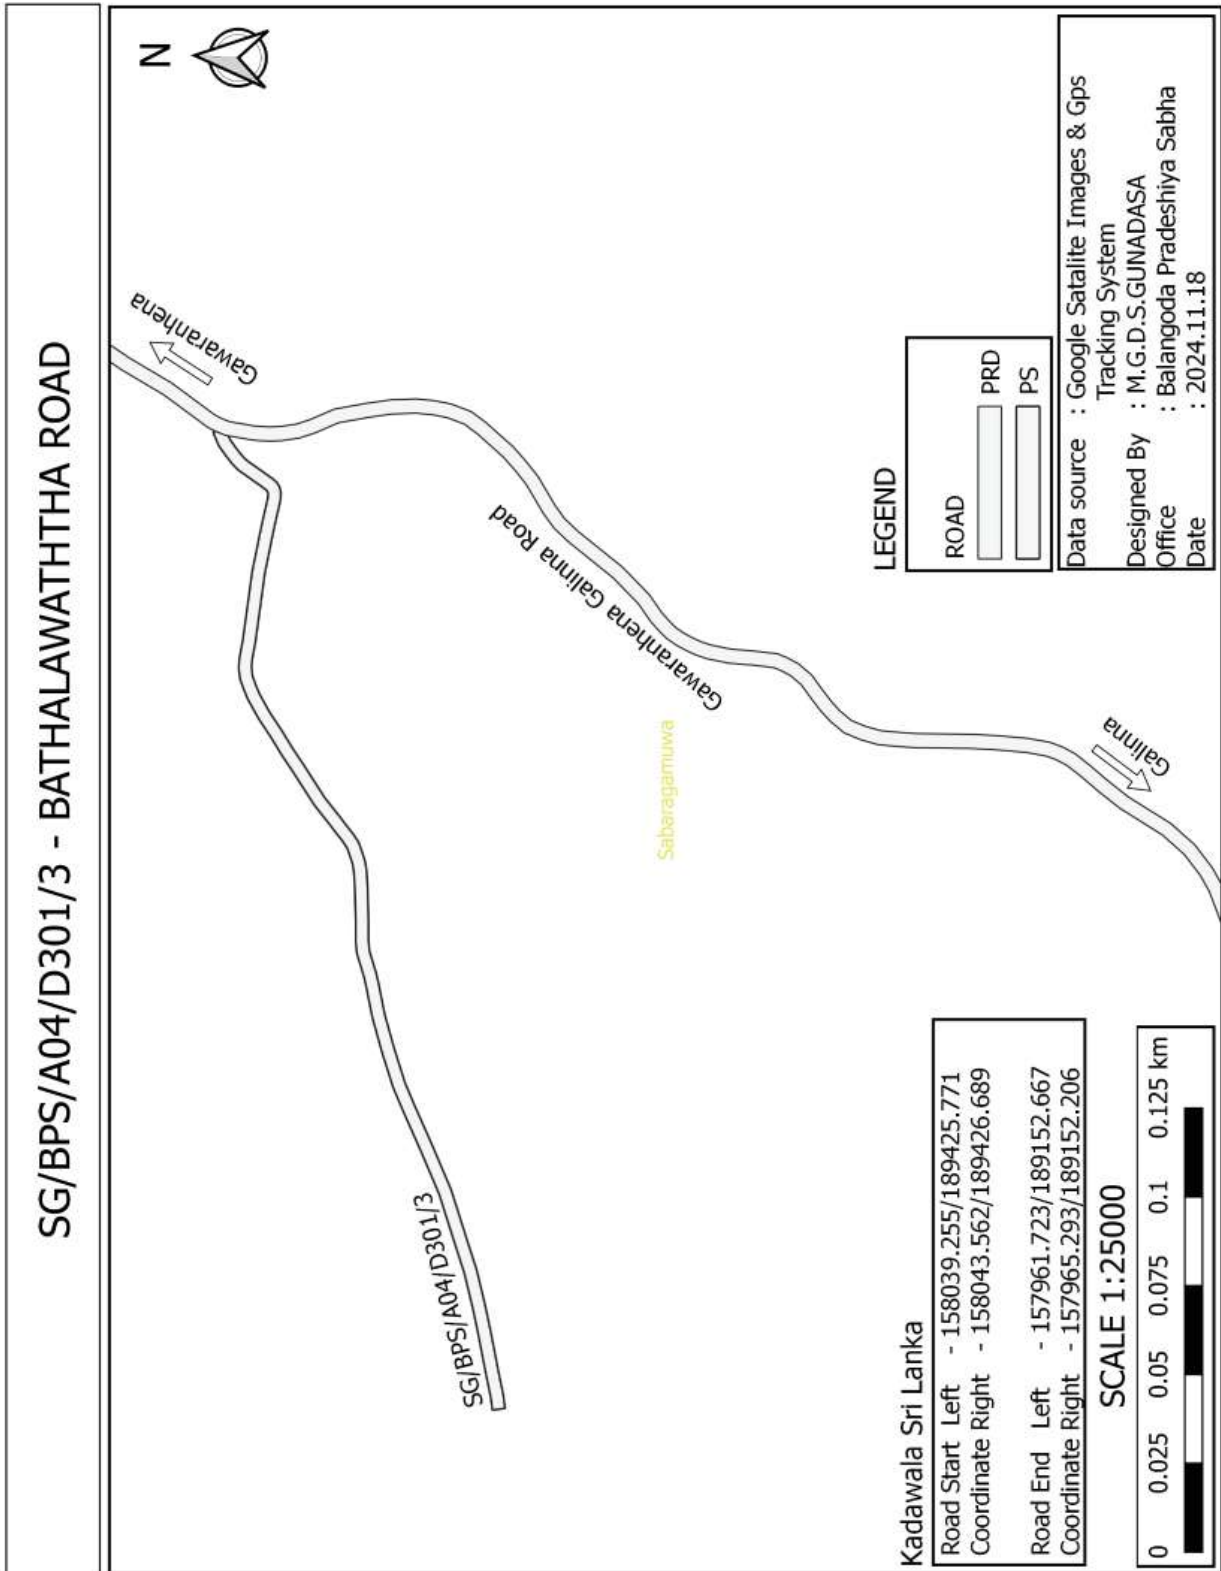 SG/BPS/A04/D301/3 - BATHALAWATHTHA ROAD
N
Gawaranhena
Gawaranhena Galinna Road
Sabaragamuwa
Galinna
SG/BPS/A04/D301/3
Kadawala Sri Lanka
Road Start Left - 158039.255/189425.771
Coordinate Right - 158043.562/189426.689
Road End Left - 157961.723/189152.667
Coordinate Right - 157965.293/189152.206
SCALE 1:25000
0 0.025 0.05 0.075 0.1 0.125 km
LEGEND
ROAD
PRD
PS
Data source : Google Satalite Images & Gps
Tracking System
Designed By : M.G.D.S.GUNADASA
Office : Balangoda Pradeshiya Sabha
Date : 2024.11.18